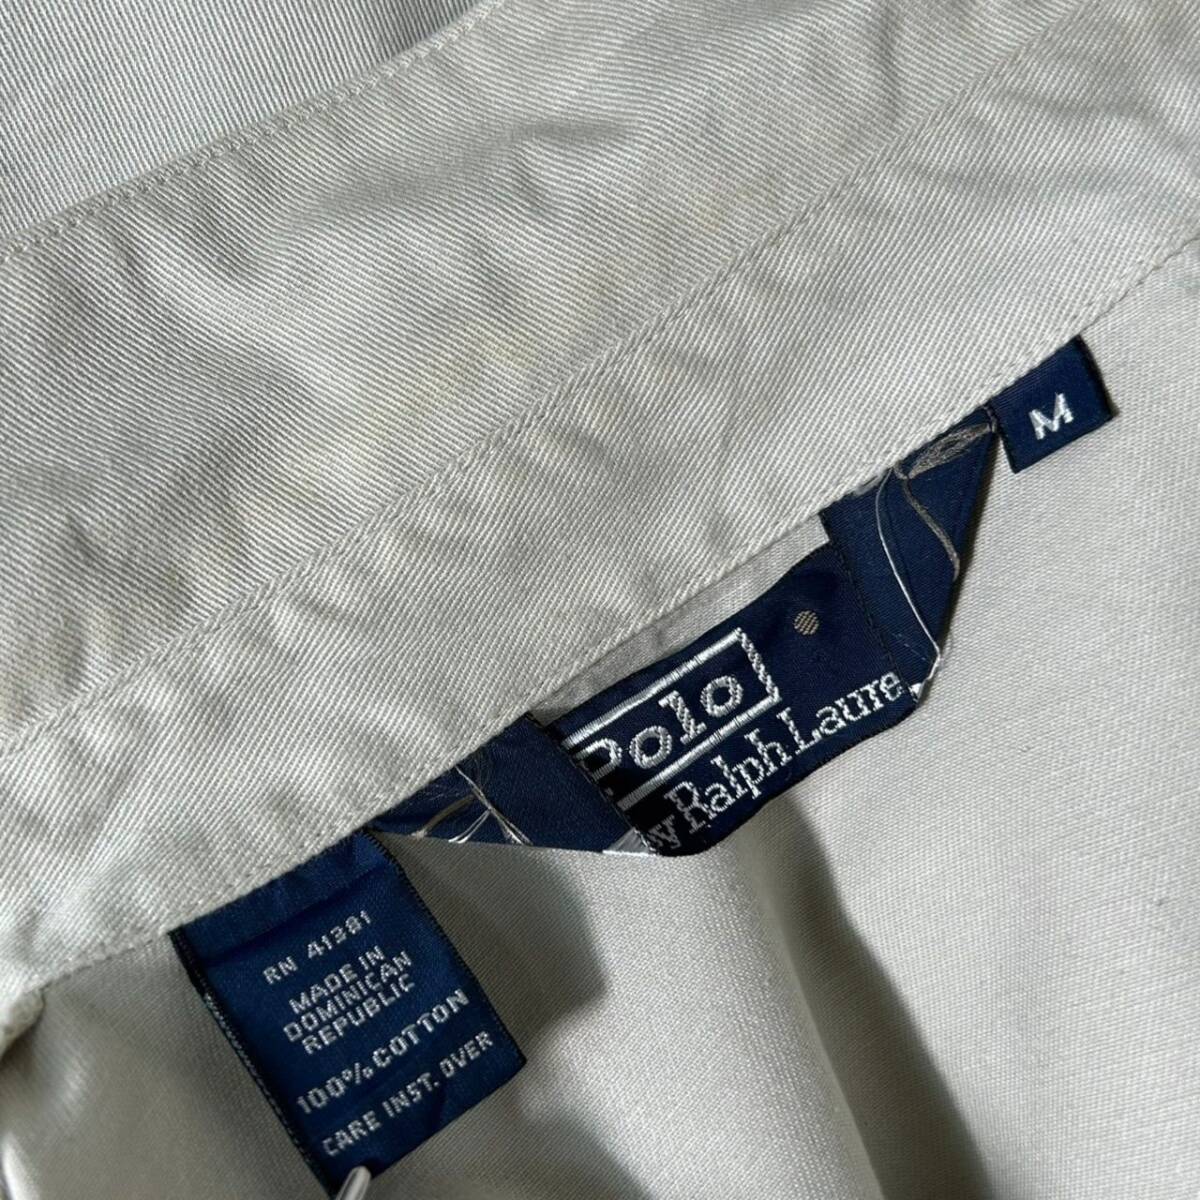 M
Polo
by Ralph Lauren
RN 41381
MADE IN
DOMINICAN
REPUBLIC
100% COTTON
CARE INST. OVER